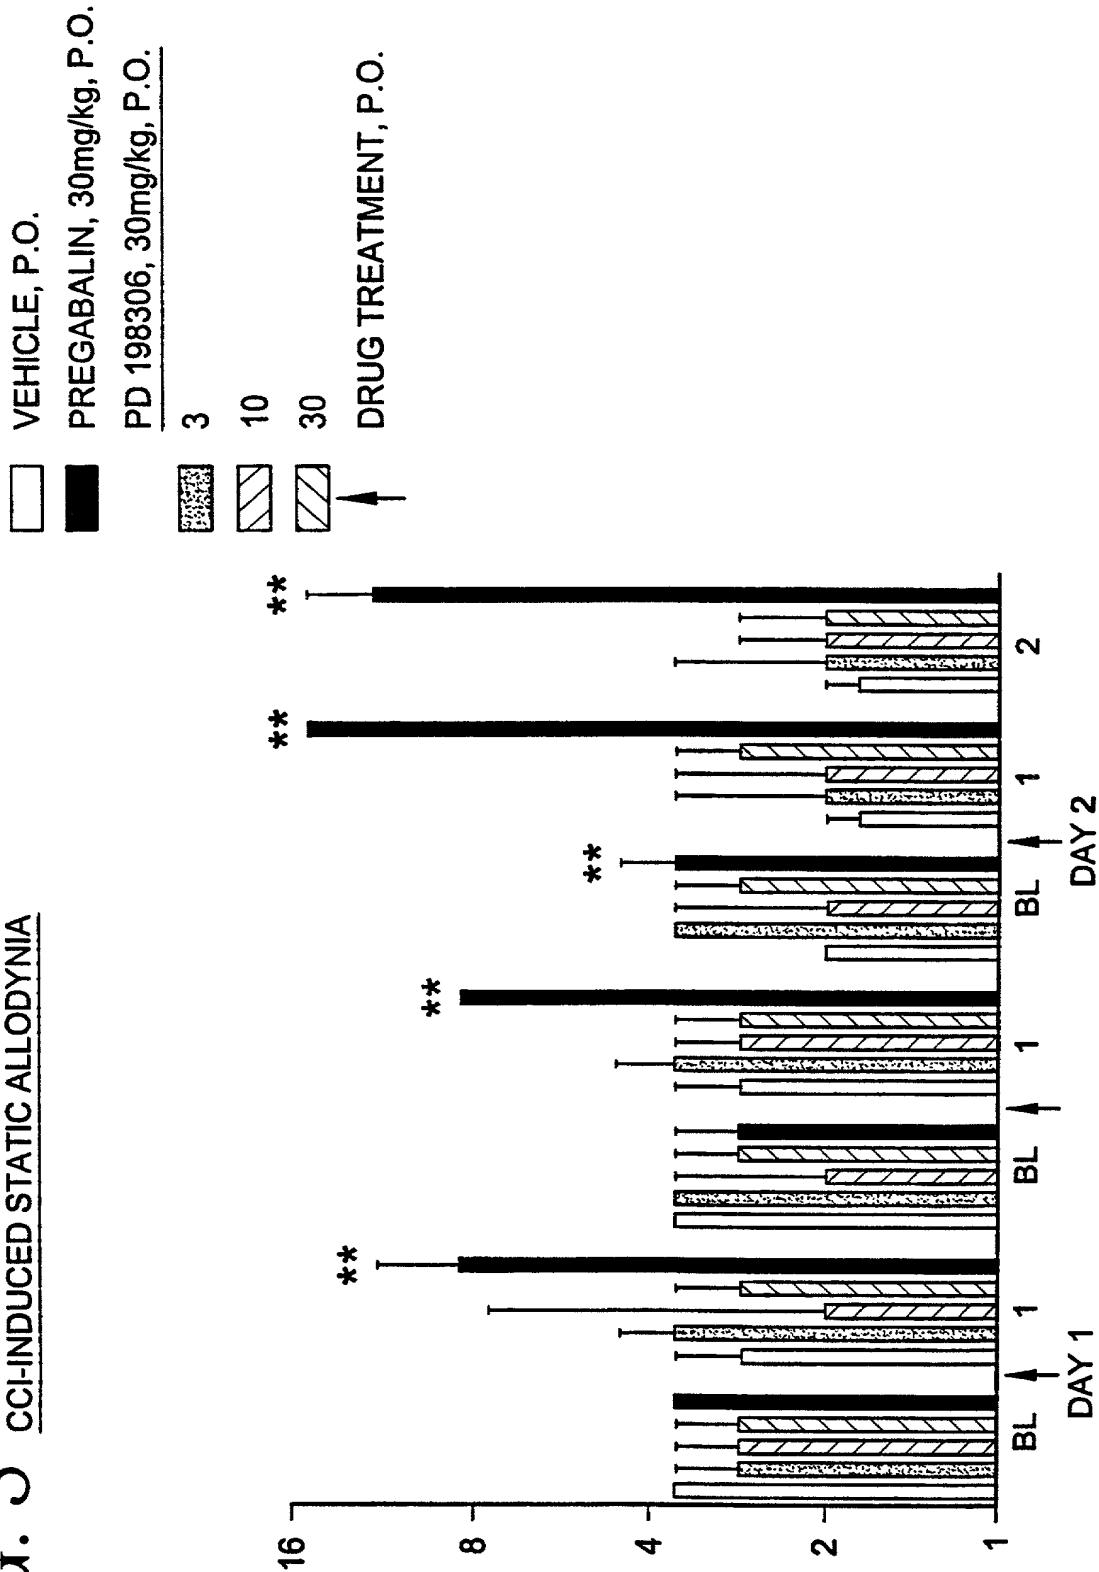 CCI-INDUCED STATIC ALLODYNIA
VEHICLE, P.O.
PREGABALIN, 30mg/kg, P.O.
PD 198306, 30mg/kg, P.O.
3
10
30
DRUG TREATMENT, P.O.
16
8
4
2
1
**
**
**
**
**
BL
1
BL
1
BL
1
2
DAY 1
DAY 2